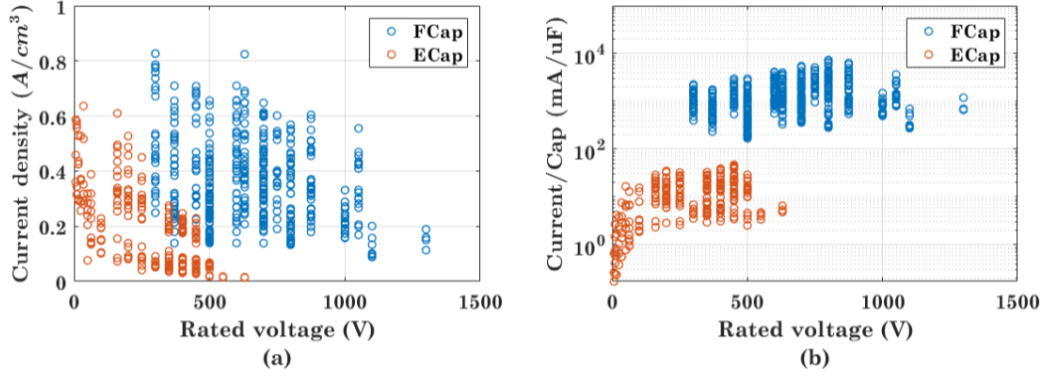 Current density (A/cm³)
1
0.8
0.6
0.4
0.2
0
0 500 1000 1500
Rated voltage (V)
(a)
FCap
ECap
Current/Cap (mA/uF)
10⁴
10²
10⁰
0 500 1000 1500
Rated voltage (V)
(b)
FCap
ECap